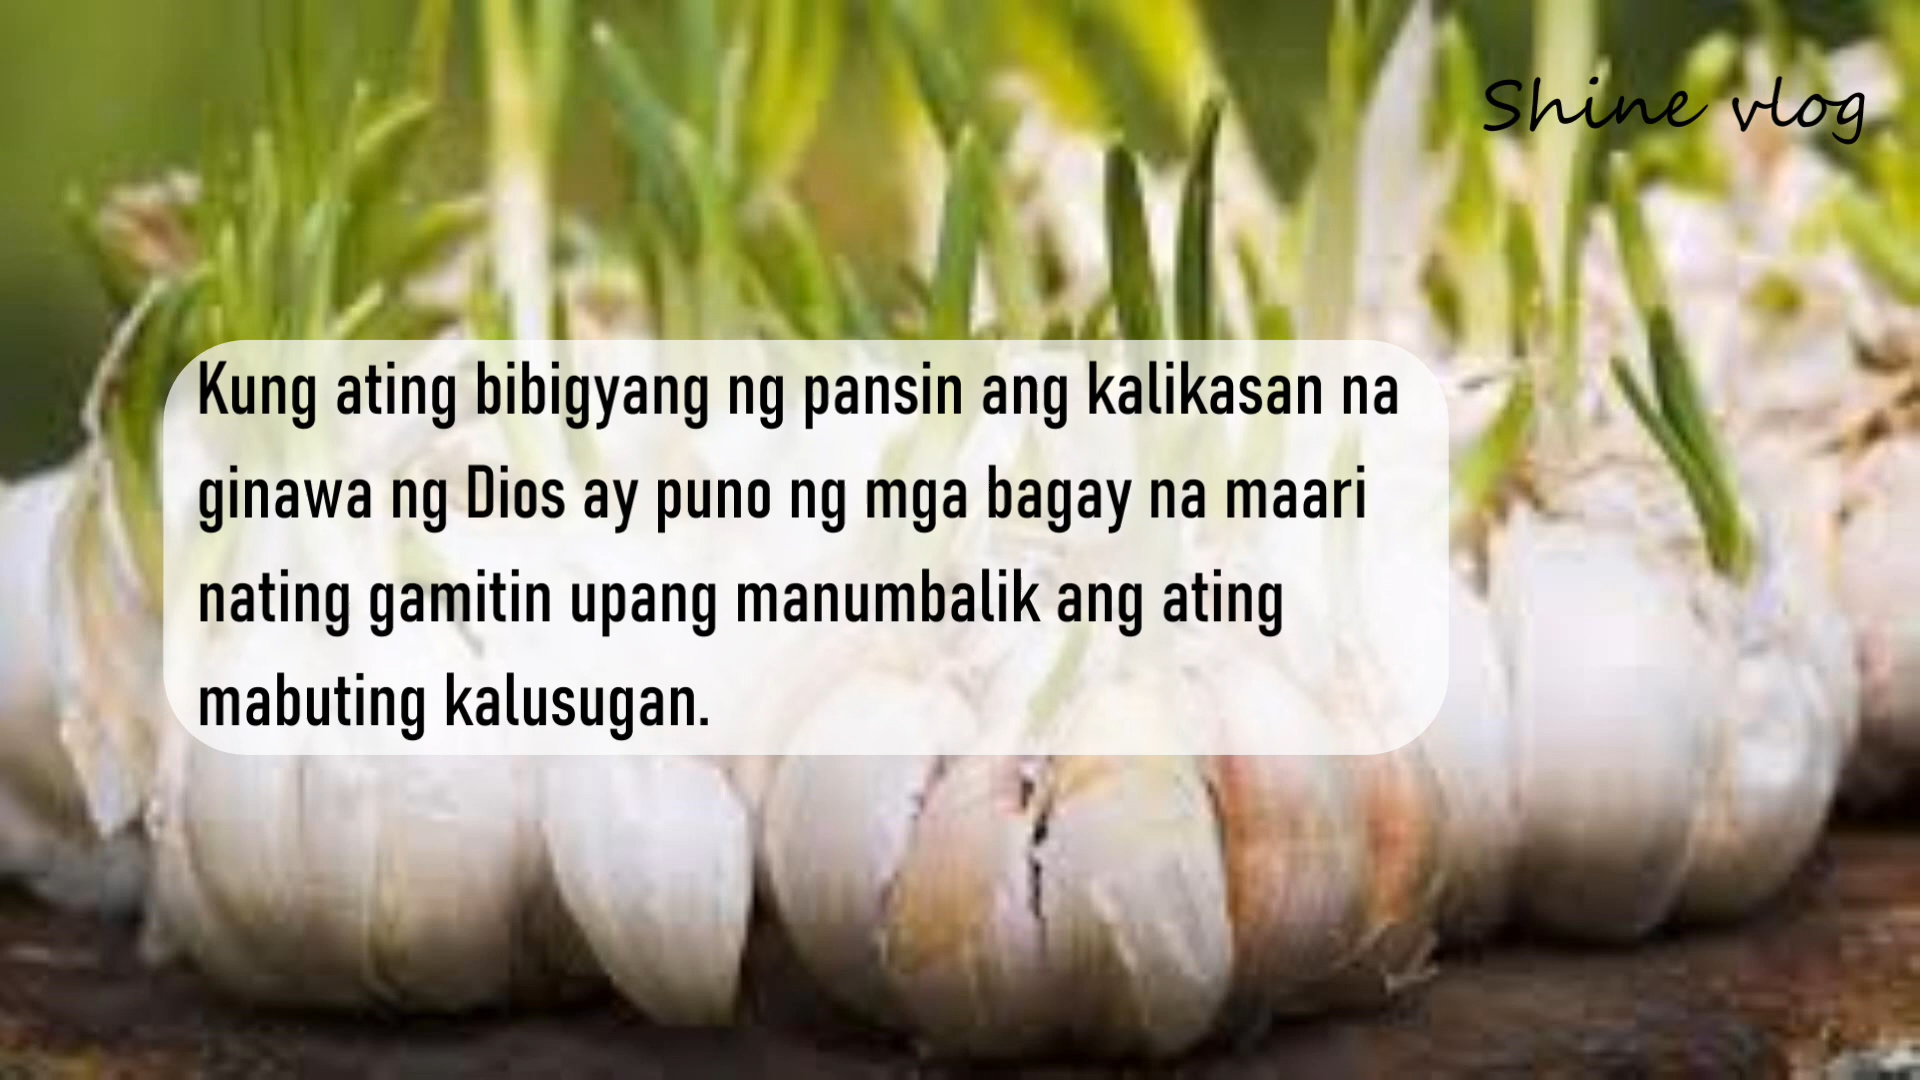 Shine vlog
Kung ating bibigyang ng pansin ang kalikasan na
ginawa ng Dios ay puno ng mga bagay na maari
nating gamitin upang manumbalik ang ating
mabuting kalusugan.